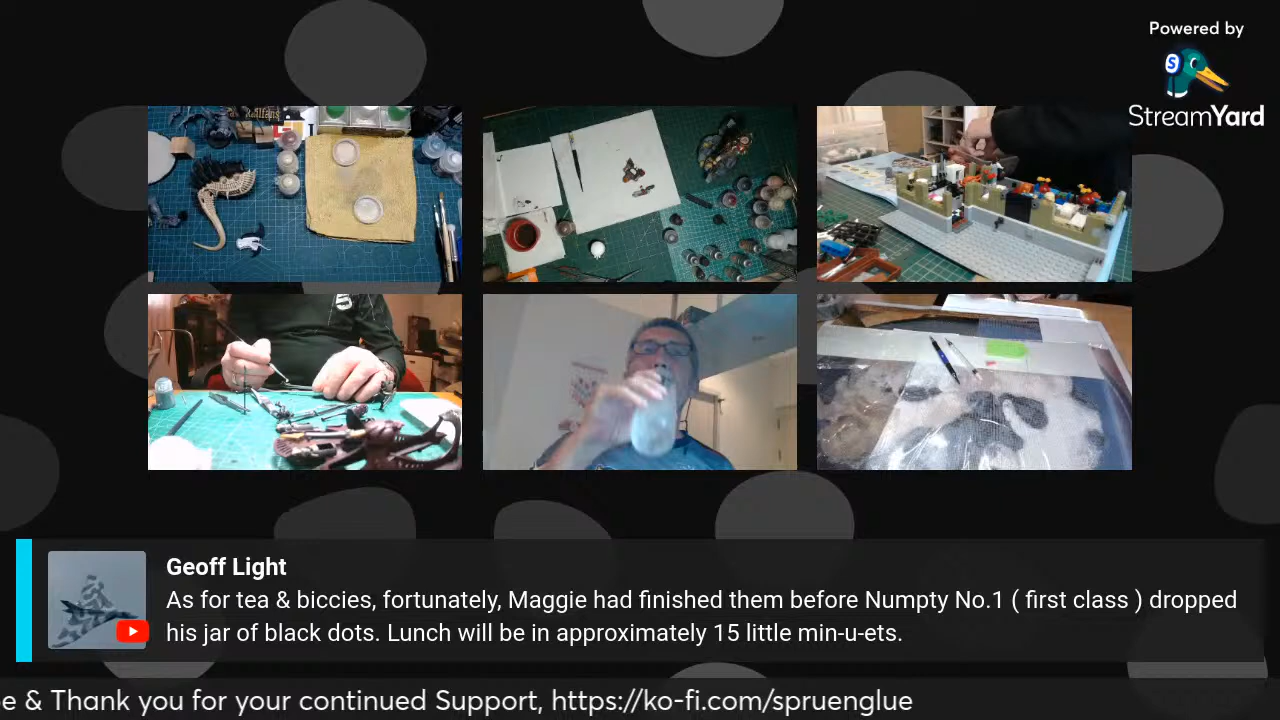 Powered by
S
StreamYard
Geoff Light
As for tea & biccies, fortunately, Maggie had finished them before Numpty No.1 ( first class ) dropped
his jar of black dots. Lunch will be in approximately 15 little min-u-ets.
e & Thank you for your continued Support, https://ko-fi.com/spruenglue